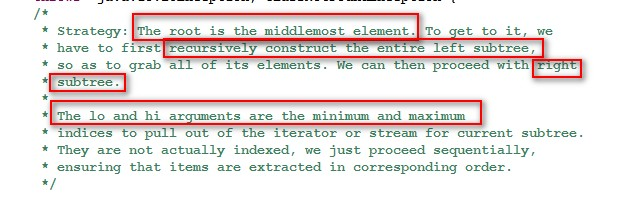 /*
* Strategy: The root is the middlemost element. To get to it, we
* have to first recursively construct the entire left subtree,
* so as to grab all of its elements. We can then proceed with right
* subtree.
*
* The lo and hi arguments are the minimum and maximum
* indices to pull out of the iterator or stream for current subtree.
* They are not actually indexed, we just proceed sequentially,
* ensuring that items are extracted in corresponding order.
*/